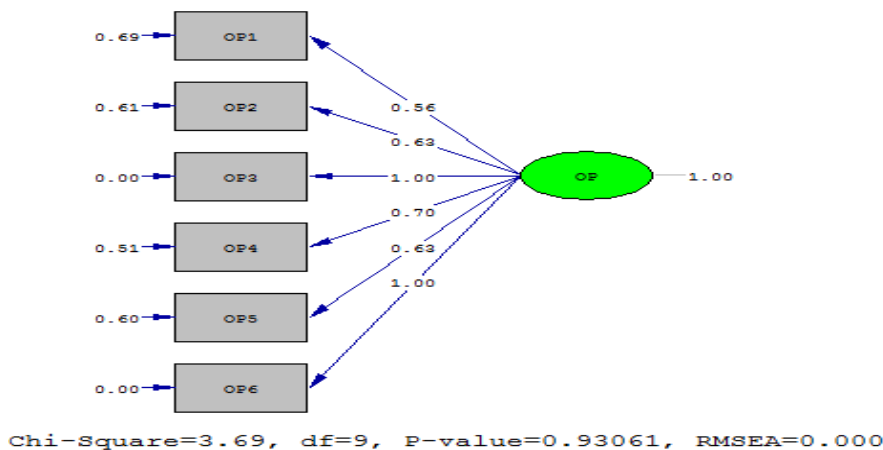 0.69 OP1
0.61 OP2 0.56
0.63
0.00 OP3 1.00 OP 1.00
0.70
0.51 OP4
0.63
0.60 OP5 1.00
0.00 OP6
Chi-Square=3.69, df=9, P-value=0.93061, RMSEA=0.000